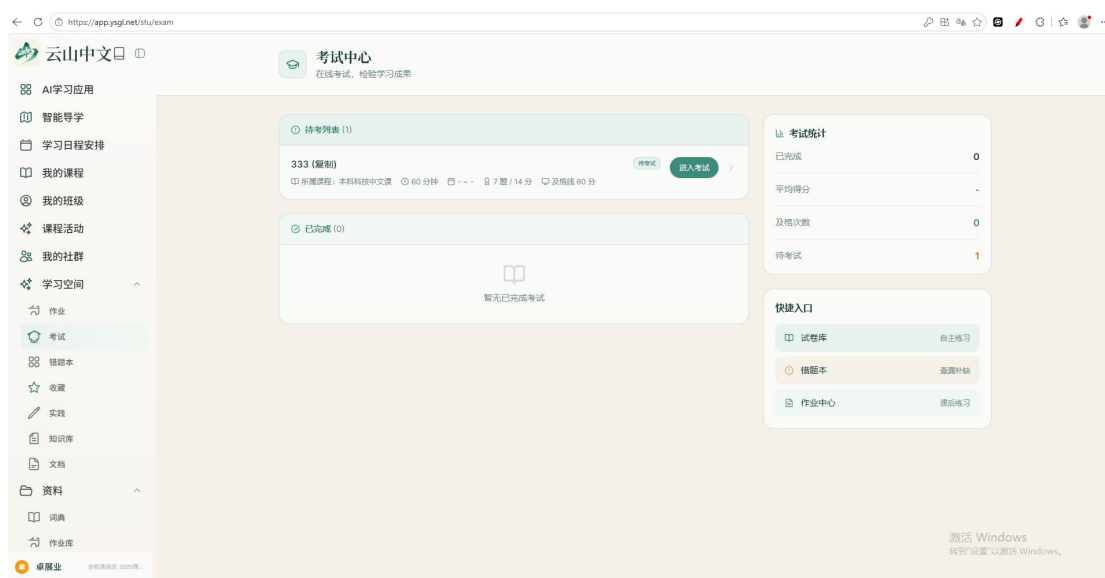 https://app.ysgl.net/stu/exam
云山中文
AI学习应用
智能导学
学习日程安排
我的课程
我的班级
课程活动
我的社群
学习空间
作业
考试
错题本
收藏
实践
知识库
文档
资料
词典
作业库
卓展业
考试中心
在线考试，检验学习成果
待考列表 (1)
333 (复制)
待考试
进入考试
所属课程：本科科技中文课 60 分钟 - ~ - 7 题 / 14 分 及格线 60 分
已完成 (0)
暂无已完成考试
考试统计
已完成 0
平均得分 -
及格次数 0
待考试 1
快捷入口
试卷库 自主练习
错题本 查漏补缺
作业中心 课后练习
激活 Windows
转到"设置"以激活 Windows。